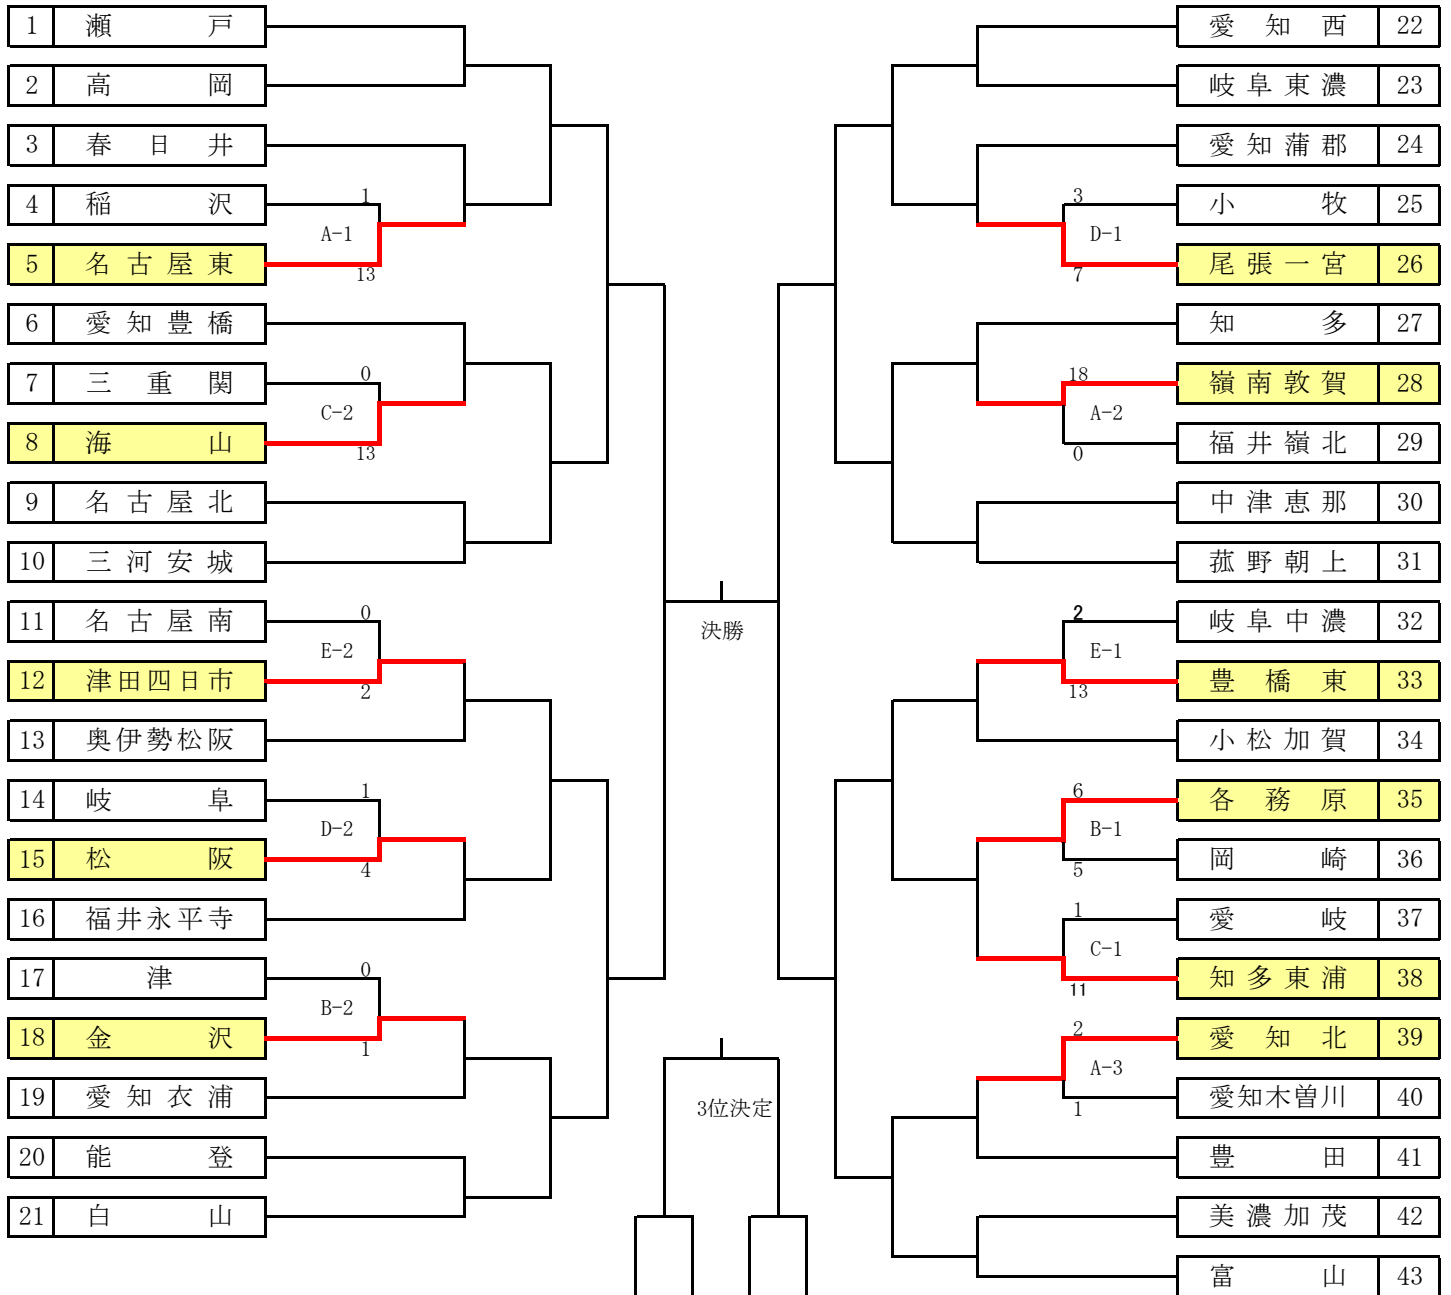 1 瀬戸
2 高岡
3 春日井
1
4 稲沢
A-1
5 名古屋東
13
6 愛知豊橋
7 三重関
0
C-2
8 海山
13
9 名古屋北
10 三河安城
11 名古屋南
0
E-2
12 津田四日市
2
13 奥伊勢松阪
14 岐阜
1
D-2
15 松阪
4
16 福井永平寺
17 津
0
B-2
18 金沢
1
19 愛知衣浦
20 能登
21 白山
決勝
3位決定
愛知西 22
岐阜東濃 23
愛知蒲郡 24
3
小牧 25
D-1
尾張一宮 26
7
知多 27
18
嶺南敦賀 28
A-2
福井嶺北 29
0
中津恵那 30
菰野朝上 31
2
岐阜中濃 32
E-1
豊橋東 33
13
小松加賀 34
6
各務原 35
B-1
岡崎 36
5
1
愛岐 37
C-1
知多東浦 38
11
2
愛知北 39
A-3
愛知木曽川 40
1
豊田 41
美濃加茂 42
富山 43